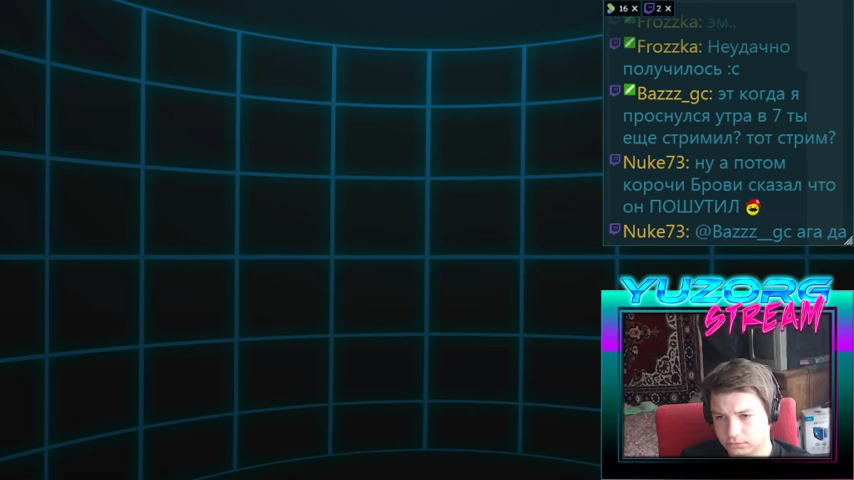 16 × 2 ×
Frozzka: эм..
Frozzka: Неудачно
получилось :с
Bazzz_gc: эт когда я
проснулся утра в 7 ты
еще стримил? тот стрим?
Nuke73: ну а потом
корочи Брови сказал что
он ПОШУТИЛ
Nuke73: @Bazzz__gc ага да
YUZORG
STREAM